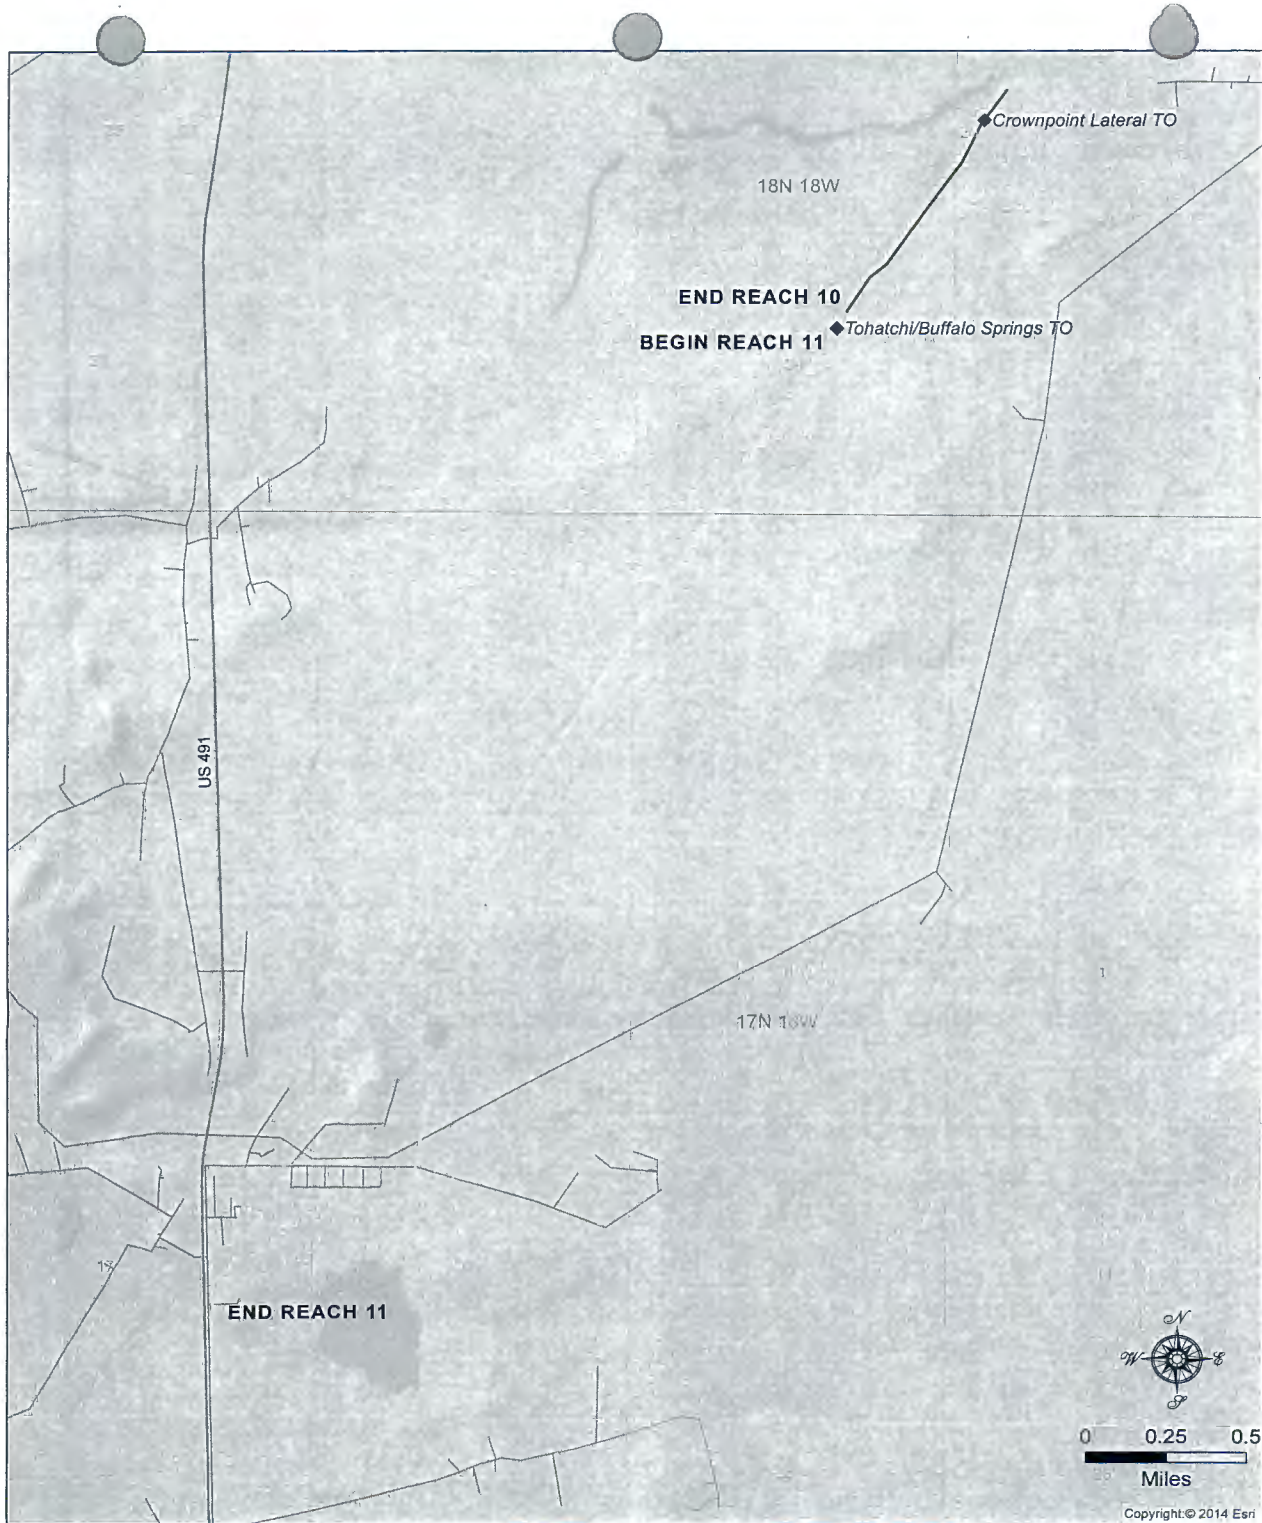 Crownpoint Lateral TO
18N 18W
END REACH 10
Tohatchi/Buffalo Springs TO
BEGIN REACH 11
US 491
1
17N
END REACH 11
N
W E
S
0 0.25 0.5
Miles
Copyright:© 2014 Esri